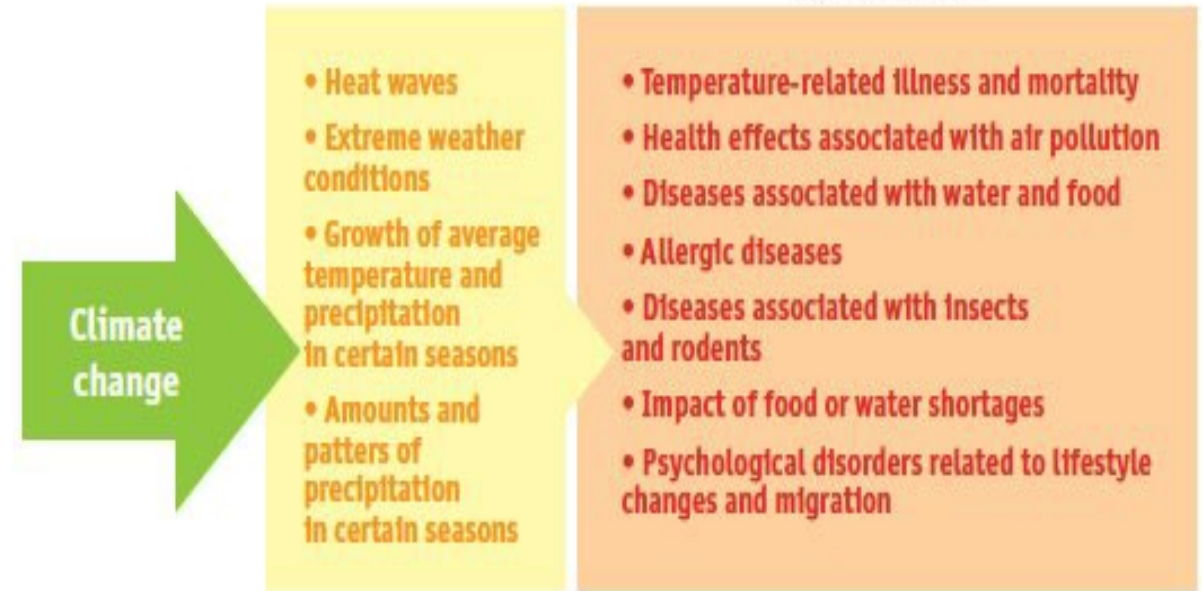 Climate
change
• Heat waves
• Extreme weather
conditions
• Growth of average
temperature and
precipitation
in certain seasons
• Amounts and
patters of
precipitation
in certain seasons
• Temperature-related illness and mortality
• Health effects associated with air pollution
• Diseases associated with water and food
• Allergic diseases
• Diseases associated with insects
and rodents
• Impact of food or water shortages
• Psychological disorders related to lifestyle
changes and migration